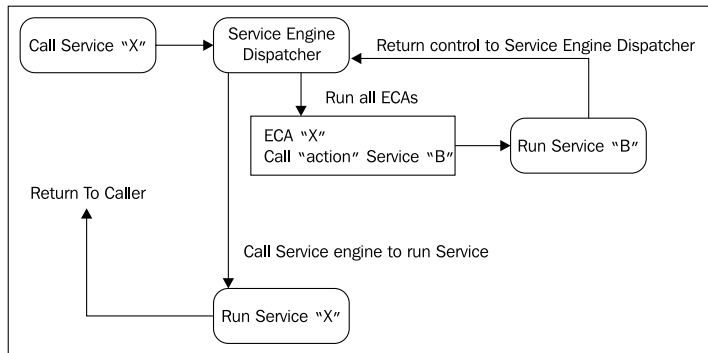 Call Service “X”
Service Engine
Dispatcher
Return control to Service Engine Dispatcher
Run all ECAs
ECA “X”
Call “action” Service “B”
Run Service “B”
Return To Caller
Call Service engine to run Service
Run Service “X”